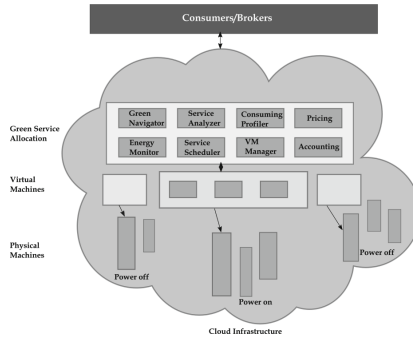 Consumers/Brokers
Green Navigator
Service Analyzer
Consuming Profiler
Pricing
Green Service Allocation
Energy Monitor
Service Scheduler
VM Manager
Accounting
Virtual Machines
Physical Machines
Power off
Power on
Power off
Cloud Infrastructure